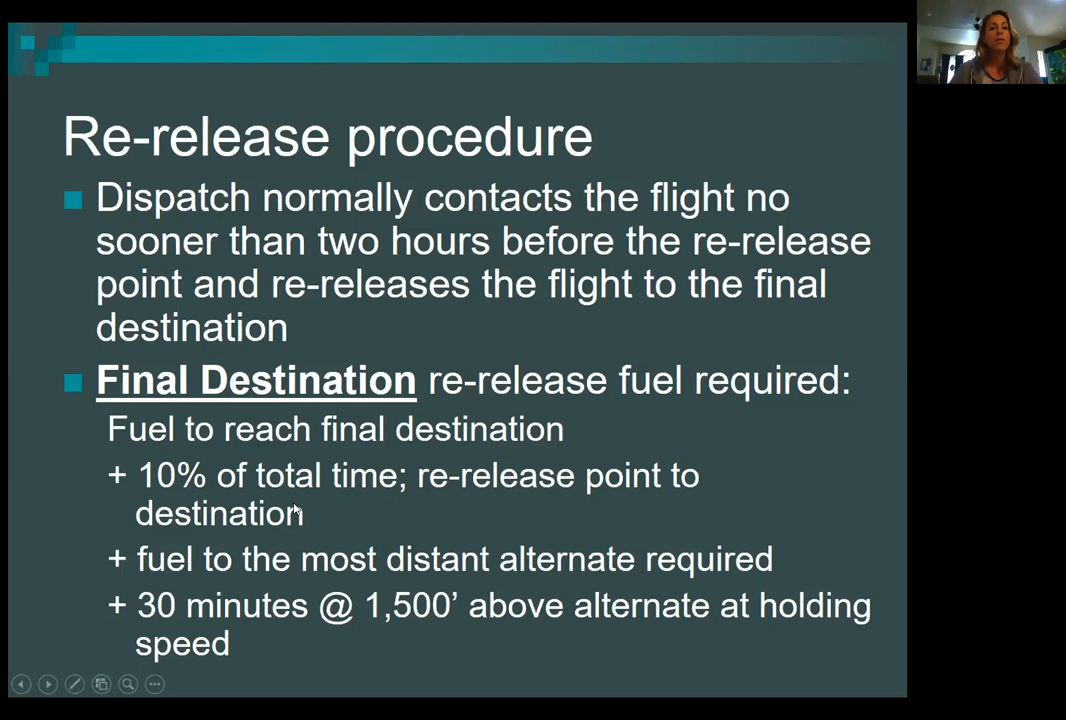 Re-release procedure
Dispatch normally contacts the flight no
sooner than two hours before the re-release
point and re-releases the flight to the final
destination
Final Destination re-release fuel required:
Fuel to reach final destination
+ 10% of total time; re-release point to
destination
+ fuel to the most distant alternate required
+ 30 minutes @ 1,500’ above alternate at holding
speed